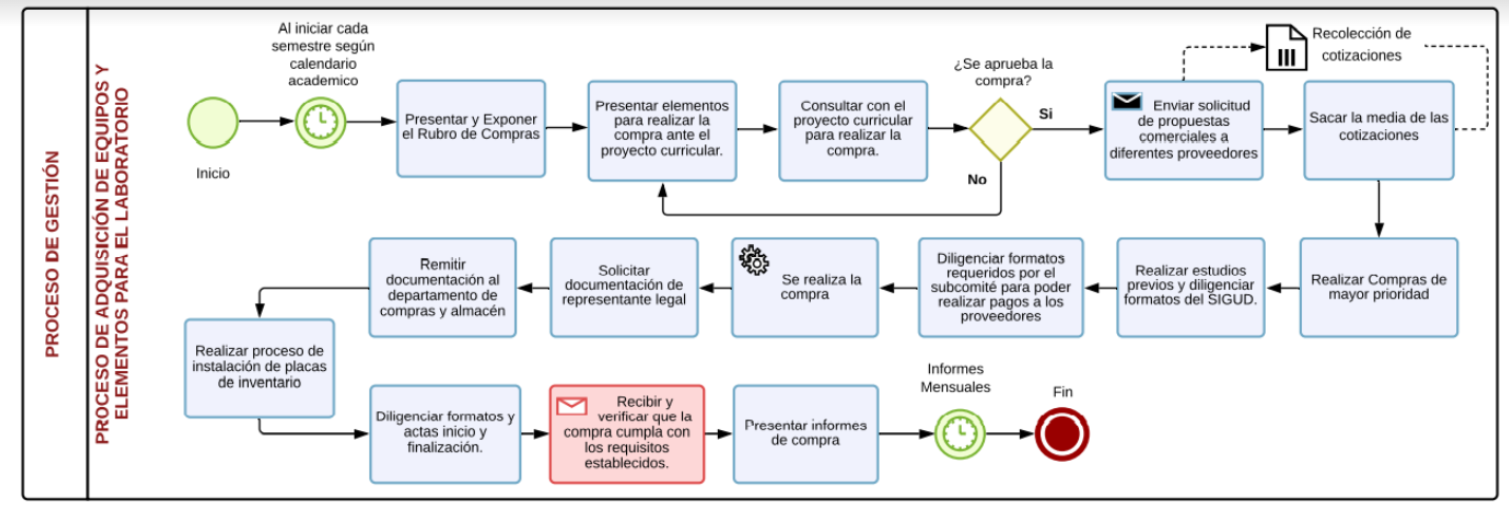 PROCESO DE GESTIÓN
PROCESO DE ADQUISICIÓN DE EQUIPOS Y
ELEMENTOS PARA EL LABORATORIO
Inicio
Al iniciar cada
semestre según
calendario
academico
Presentar y Exponer
el Rubro de Compras
Presentar elementos
para realizar la
compra ante el
proyecto curricular.
Consultar con el
proyecto curricular
para realizar la
compra.
¿Se aprueba la
compra?
Si
No
Enviar solicitud
de propuestas
comerciales a
diferentes proveedores
Recolección de
cotizaciones
Sacar la media de las
cotizaciones
Realizar Compras de
mayor prioridad
Realizar estudios
previos y diligenciar
formatos del SIGUD.
Diligenciar formatos
requeridos por el
subcomité para poder
realizar pagos a los
proveedores
Se realiza la
compra
Solicitar
documentación de
representante legal
Remitir
documentación al
departamento de
compras y almacén
Realizar proceso de
instalación de placas
de inventario
Diligenciar formatos y
actas inicio y
finalización.
Recibir y
verificar que la
compra cumpla con
los requisitos
establecidos.
Presentar informes
de compra
Informes
Mensuales
Fin